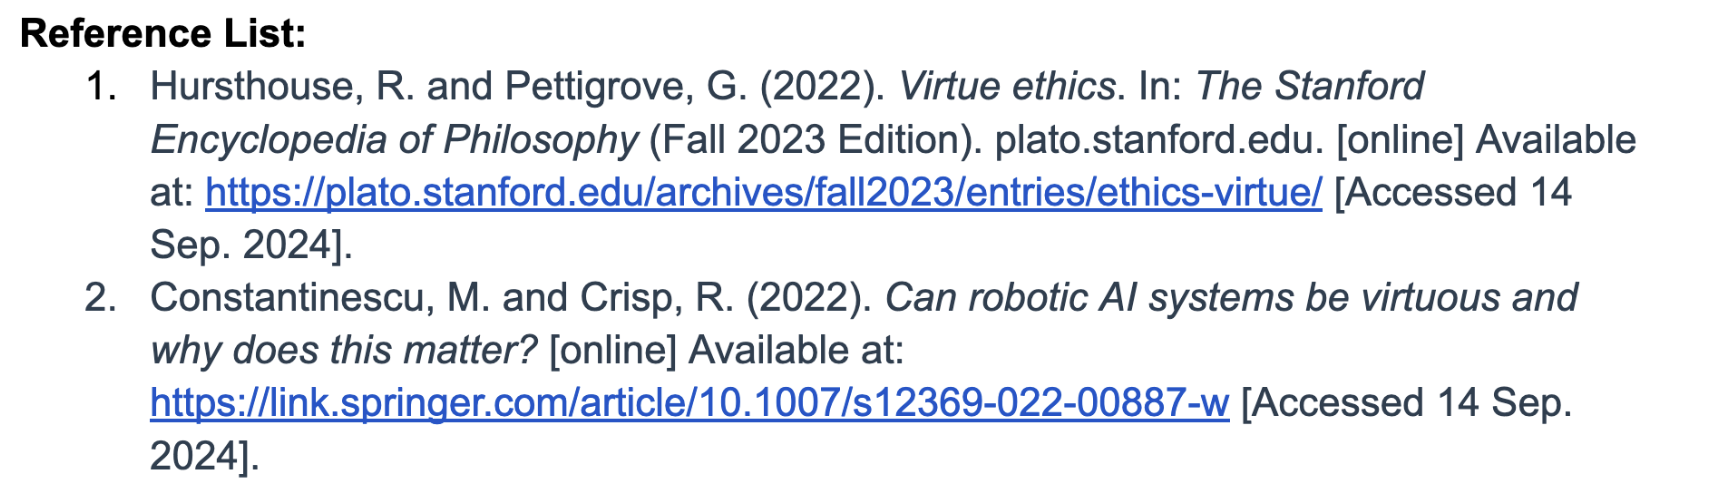 Reference List:
1. Hursthouse, R. and Pettigrove, G. (2022). Virtue ethics. In: The Stanford
Encyclopedia of Philosophy (Fall 2023 Edition). plato.stanford.edu. [online] Available
at: https://plato.stanford.edu/archives/fall2023/entries/ethics-virtue/ [Accessed 14
Sep. 2024].
2. Constantinescu, M. and Crisp, R. (2022). Can robotic AI systems be virtuous and
why does this matter? [online] Available at:
https://link.springer.com/article/10.1007/s12369-022-00887-w [Accessed 14 Sep.
2024].